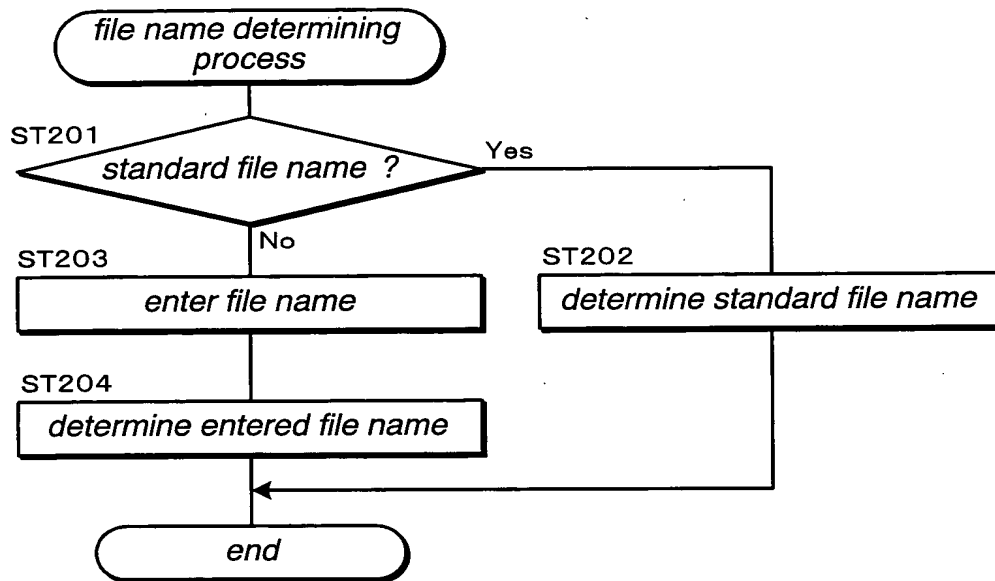 file name determining
process
ST201
standard file name ?
Yes
No
ST203
enter file name
ST202
determine standard file name
ST204
determine entered file name
end